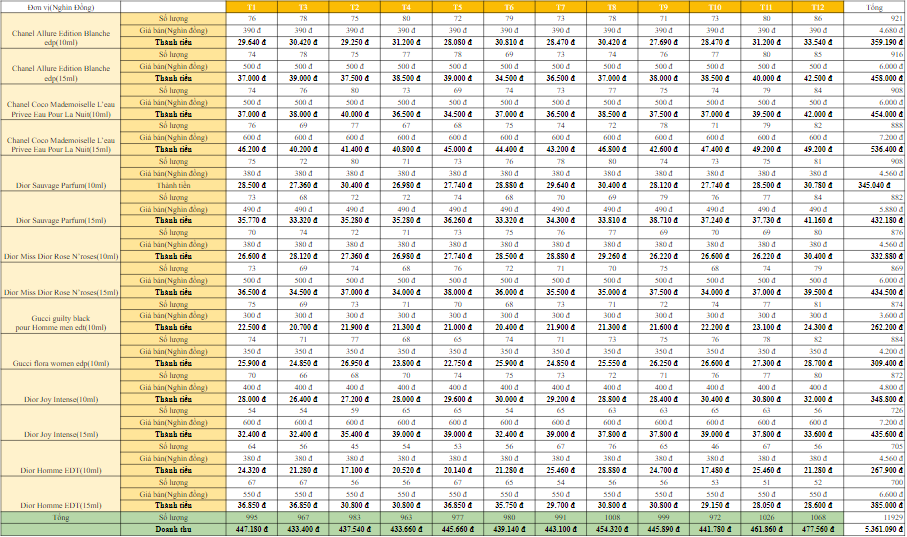 Đơn vị(Nghìn Đồng) T1 T3 T2 T4 T5 T6 T7 T8 T9 T10 T11 T12 Tổng
Chanel Allure Edition Blanche edp(10ml)
Số lượng 76 78 75 80 72 79 73 78 71 73 80 86 921
Giá bán(Nghìn đồng) 390 đ 390 đ 390 đ 390 đ 390 đ 390 đ 390 đ 390 đ 390 đ 390 đ 390 đ 390 đ 4.680 đ
Thành tiền 29.640 đ 30.420 đ 29.250 đ 31.200 đ 28.080 đ 30.810 đ 28.470 đ 30.420 đ 27.690 đ 28.470 đ 31.200 đ 33.540 đ 359.190 đ
Chanel Allure Edition Blanche edp(15ml)
Số lượng 74 78 75 77 78 69 73 74 76 77 80 85 916
Giá bán(Nghìn đồng) 500 đ 500 đ 500 đ 500 đ 500 đ 500 đ 500 đ 500 đ 500 đ 500 đ 500 đ 500 đ 6.000 đ
Thành tiền 37.000 đ 39.000 đ 37.500 đ 38.500 đ 39.000 đ 34.500 đ 36.500 đ 37.000 đ 38.000 đ 38.500 đ 40.000 đ 42.500 đ 458.000 đ
Chanel Coco Mademoiselle L'eau Privee Eau Pour La Nuit(10ml)
Số lượng 74 76 80 73 69 74 73 77 75 74 79 84 908
Giá bán(Nghìn đồng) 500 đ 500 đ 500 đ 500 đ 500 đ 500 đ 500 đ 500 đ 500 đ 500 đ 500 đ 500 đ 6.000 đ
Thành tiền 37.000 đ 38.000 đ 40.000 đ 36.500 đ 34.500 đ 37.000 đ 36.500 đ 38.500 đ 37.500 đ 37.000 đ 39.500 đ 42.000 đ 454.000 đ
Chanel Coco Mademoiselle L'eau Privee Eau Pour La Nuit(15ml)
Số lượng 76 69 77 67 68 75 74 72 78 71 79 82 888
Giá bán(Nghìn đồng) 600 đ 600 đ 600 đ 600 đ 600 đ 600 đ 600 đ 600 đ 600 đ 600 đ 600 đ 600 đ 7.200 đ
Thành tiền 46.200 đ 40.200 đ 41.400 đ 40.800 đ 45.000 đ 44.400 đ 43.200 đ 46.800 đ 42.600 đ 47.400 đ 49.200 đ 49.200 đ 536.400 đ
Dior Sauvage Parfum(10ml)
Số lượng 75 72 80 71 73 76 78 80 74 73 75 81 908
Giá bán(Nghìn đồng) 380 đ 380 đ 380 đ 380 đ 380 đ 380 đ 380 đ 380 đ 380 đ 380 đ 380 đ 380 đ 4.560 đ
Thành tiền 28.500 đ 27.360 đ 30.400 đ 26.980 đ 27.740 đ 28.880 đ 29.640 đ 30.400 đ 28.120 đ 27.740 đ 28.500 đ 30.780 đ 345.040 đ
Dior Sauvage Parfum(15ml)
Số lượng 73 68 72 72 74 68 70 69 79 76 77 84 882
Giá bán(Nghìn đồng) 490 đ 490 đ 490 đ 490 đ 490 đ 490 đ 490 đ 490 đ 490 đ 490 đ 490 đ 490 đ 5.880 đ
Thành tiền 35.770 đ 33.320 đ 35.280 đ 35.280 đ 36.260 đ 33.320 đ 34.300 đ 33.810 đ 38.710 đ 37.240 đ 37.730 đ 41.160 đ 432.180 đ
Dior Miss Dior Rose N'roses(10ml)
Số lượng 70 74 72 71 73 75 76 77 69 70 69 80 876
Giá bán(Nghìn đồng) 380 đ 380 đ 380 đ 380 đ 380 đ 380 đ 380 đ 380 đ 380 đ 380 đ 380 đ 380 đ 4.560 đ
Thành tiền 26.600 đ 28.120 đ 27.360 đ 26.980 đ 27.740 đ 28.500 đ 28.880 đ 29.260 đ 26.220 đ 26.600 đ 26.220 đ 30.400 đ 332.880 đ
Dior Miss Dior Rose N'roses(15ml)
Số lượng 73 69 74 68 76 72 71 70 75 68 74 79 869
Giá bán(Nghìn đồng) 500 đ 500 đ 500 đ 500 đ 500 đ 500 đ 500 đ 500 đ 500 đ 500 đ 500 đ 500 đ 6.000 đ
Thành tiền 36.500 đ 34.500 đ 37.000 đ 34.000 đ 38.000 đ 36.000 đ 35.500 đ 35.000 đ 37.500 đ 34.000 đ 37.000 đ 39.500 đ 434.500 đ
Gucci guilty black pour Homme men edt(10ml)
Số lượng 75 69 73 71 70 68 73 71 72 74 77 81 874
Giá bán(Nghìn đồng) 300 đ 300 đ 300 đ 300 đ 300 đ 300 đ 300 đ 300 đ 300 đ 300 đ 300 đ 300 đ 3.600 đ
Thành tiền 22.500 đ 20.700 đ 21.900 đ 21.300 đ 21.000 đ 20.400 đ 21.900 đ 21.300 đ 21.600 đ 22.200 đ 23.100 đ 24.300 đ 262.200 đ
Gucci flora women edp(10ml)
Số lượng 74 71 77 68 65 74 71 73 75 76 78 82 884
Giá bán(Nghìn đồng) 350 đ 350 đ 350 đ 350 đ 350 đ 350 đ 350 đ 350 đ 350 đ 350 đ 350 đ 350 đ 4.200 đ
Thành tiền 25.900 đ 24.850 đ 26.950 đ 23.800 đ 22.750 đ 25.900 đ 24.850 đ 25.550 đ 26.250 đ 26.600 đ 27.300 đ 28.700 đ 309.400 đ
Dior Joy Intense(10ml)
Số lượng 70 66 68 70 74 75 73 72 71 76 77 80 872
Giá bán(Nghìn đồng) 400 đ 400 đ 400 đ 400 đ 400 đ 400 đ 400 đ 400 đ 400 đ 400 đ 400 đ 400 đ 4.800 đ
Thành tiền 28.000 đ 26.400 đ 27.200 đ 28.000 đ 29.600 đ 30.000 đ 29.200 đ 28.800 đ 28.400 đ 30.400 đ 30.800 đ 32.000 đ 348.800 đ
Dior Joy Intense(15ml)
Số lượng 54 54 59 65 65 54 65 63 63 65 63 56 726
Giá bán(Nghìn đồng) 600 đ 600 đ 600 đ 600 đ 600 đ 600 đ 600 đ 600 đ 600 đ 600 đ 600 đ 600 đ 7.200 đ
Thành tiền 32.400 đ 32.400 đ 35.400 đ 39.000 đ 39.000 đ 32.400 đ 39.000 đ 37.800 đ 37.800 đ 39.000 đ 37.800 đ 33.600 đ 435.600 đ
Dior Homme EDT(10ml)
Số lượng 64 56 45 54 53 56 67 76 65 46 67 56 705
Giá bán(Nghìn đồng) 380 đ 380 đ 380 đ 380 đ 380 đ 380 đ 380 đ 380 đ 380 đ 380 đ 380 đ 380 đ 4.560 đ
Thành tiền 24.320 đ 21.280 đ 17.100 đ 20.520 đ 20.140 đ 21.280 đ 25.460 đ 28.880 đ 24.700 đ 17.480 đ 25.460 đ 21.280 đ 267.900 đ
Dior Homme EDT(15ml)
Số lượng 67 67 56 56 67 65 54 56 56 53 51 52 700
Giá bán(Nghìn đồng) 550 đ 550 đ 550 đ 550 đ 550 đ 550 đ 550 đ 550 đ 550 đ 550 đ 550 đ 550 đ 6.600 đ
Thành tiền 36.850 đ 36.850 đ 30.800 đ 30.800 đ 36.850 đ 35.750 đ 29.700 đ 30.800 đ 30.800 đ 29.150 đ 28.050 đ 28.600 đ 385.000 đ
Tổng Số lượng 995 967 983 963 977 980 991 1008 999 972 1026 1068 11929
Doanh thu 447.180 đ 433.400 đ 437.540 đ 433.660 đ 445.660 đ 439.140 đ 443.100 đ 454.320 đ 445.890 đ 441.780 đ 461.860 đ 477.560 đ 5.361.090 đ